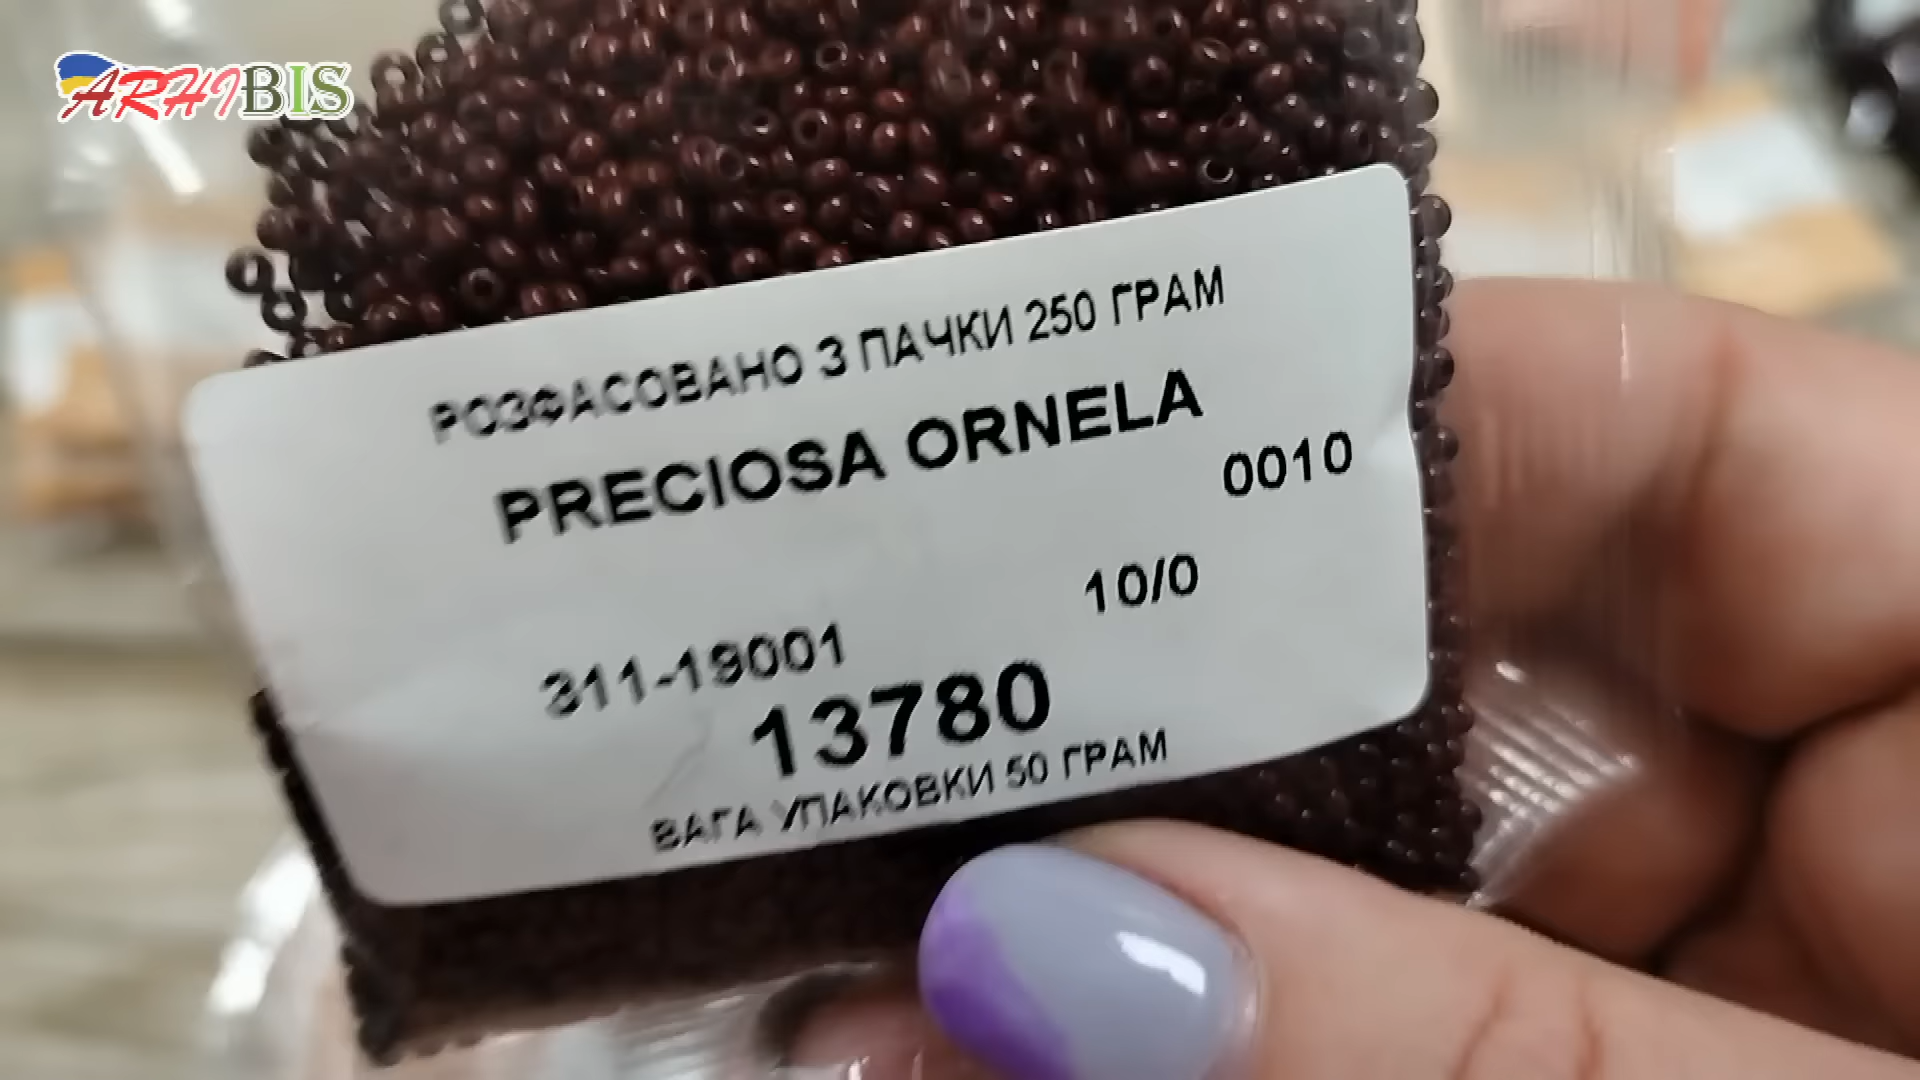 ARHIBIS
РОЗФАСОВАНО З ПАЧКИ 250 ГРАМ
PRECIOSA ORNELA
0010
10/0
311-19001
13780
ВАГА УПАКОВКИ 50 ГРАМ